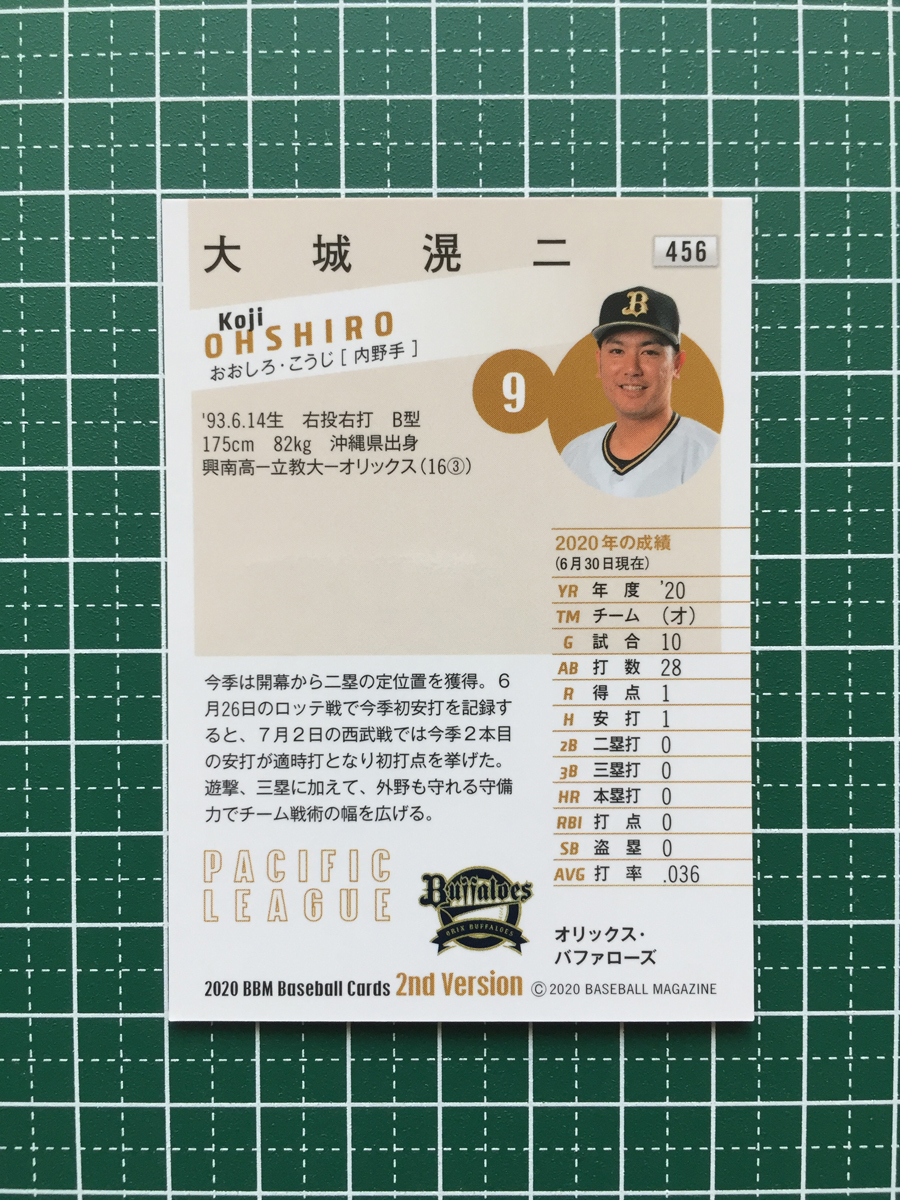 大城滉二
456
Koji
OHSHIRO
おおしろ・こうじ [ 内野手 ]
B
9
'93.6.14生 右投右打 B型
175cm 82kg 沖縄県出身
興南高ー立教大ーオリックス(16③)
2020年の成績
(6月30日現在)
YR 年度 '20
TM チーム (オ)
G 試合 10
AB 打数 28
R 得点 1
H 安打 1
2B 二塁打 0
3B 三塁打 0
HR 本塁打 0
RBI 打点 0
SB 盗塁 0
AVG 打率 .036
今季は開幕から二塁の定位置を獲得。6
月26日のロッテ戦で今季初安打を記録す
ると、7月2日の西武戦では今季2本目
の安打が適時打となり初打点を挙げた。
遊撃、三塁に加えて、外野も守れる守備
力でチーム戦術の幅を広げる。
PACIFIC
LEAGUE
Buffaloes
ORIX BUFFALOES
オリックス・
バファローズ
2020 BBM Baseball Cards 2nd Version ©2020 BASEBALL MAGAZINE